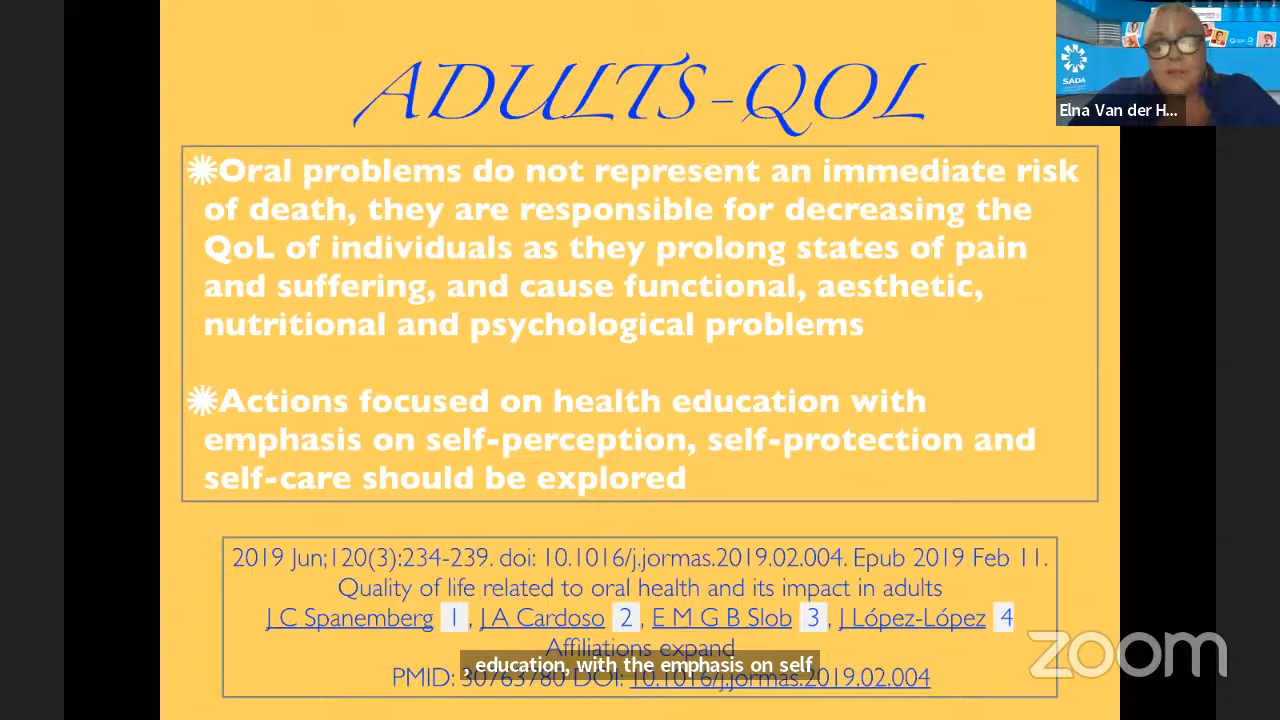 ADULTS-QOL
SADA
Elna Van der H...
Oral problems do not represent an immediate risk
of death, they are responsible for decreasing the
QoL of individuals as they prolong states of pain
and suffering, and cause functional, aesthetic,
nutritional and psychological problems
Actions focused on health education with
emphasis on self-perception, self-protection and
self-care should be explored
2019 Jun;120(3):234-239. doi: 10.1016/j.jormas.2019.02.004. Epub 2019 Feb 11.
Quality of life related to oral health and its impact in adults
J C Spanemberg 1 , J A Cardoso 2 , E M G B Slob 3 , J López-López 4
Affiliations expand
, education, with the emphasis on self
PMID: 30763780 DOI: 10.1016/j.jormas.2019.02.004
zoom